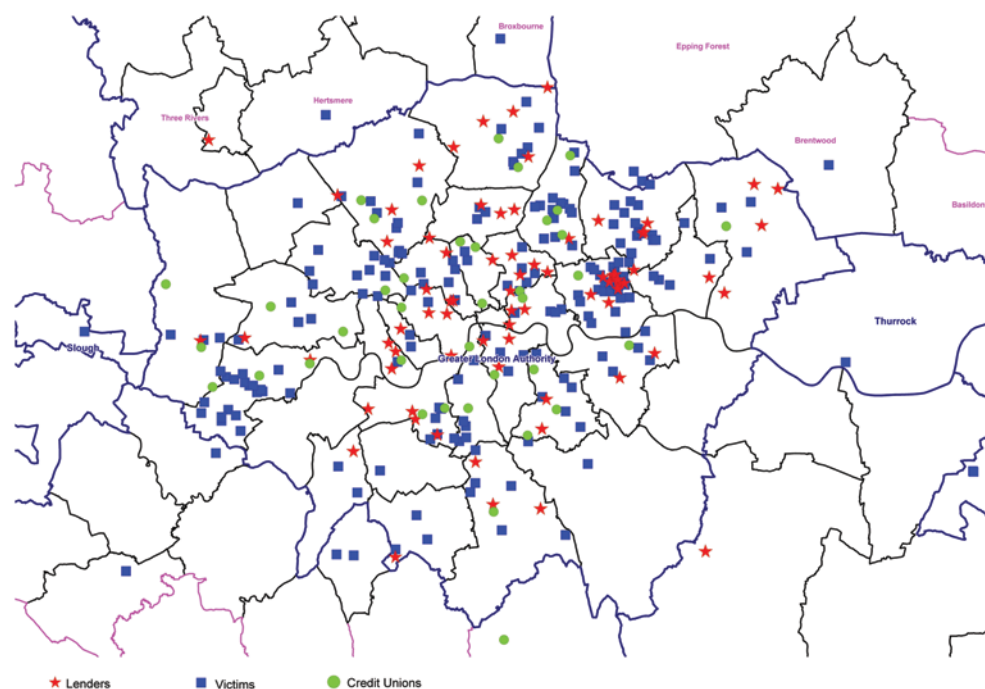 Broxbourne
Epping Forest
Hertsmere
Three Rivers
Brentwood
Basildon
Thurrock
Slough
Greater London Authority
Lenders
Victims
Credit Unions